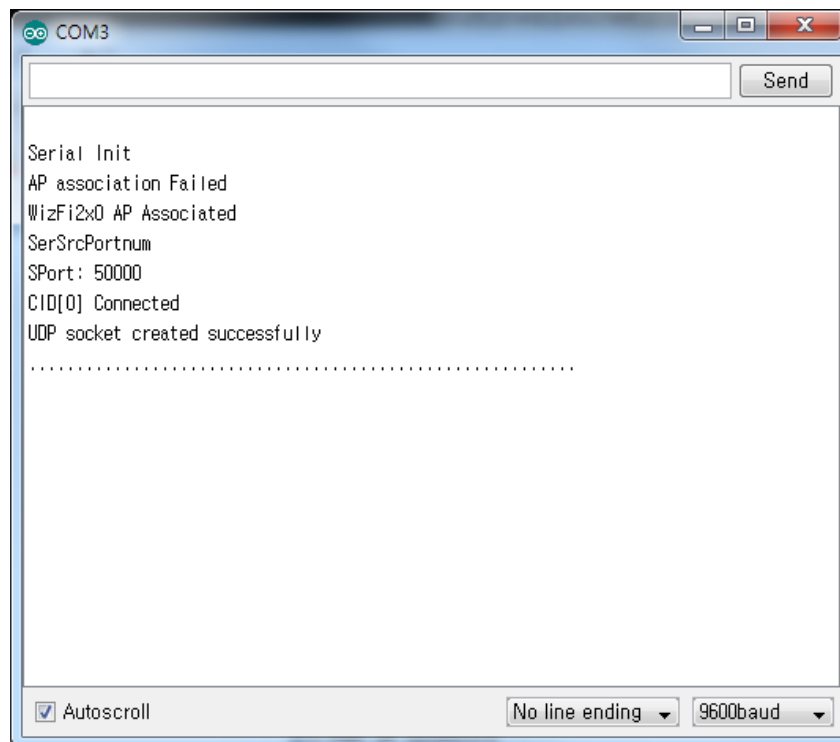 COM3
Send
Serial Init
AP association Failed
WizFi2x0 AP Associated
SerSrcPortnum
SPort: 50000
CID[0] Connected
UDP socket created successfully
..........................................................
Autoscroll
No line ending
9600baud